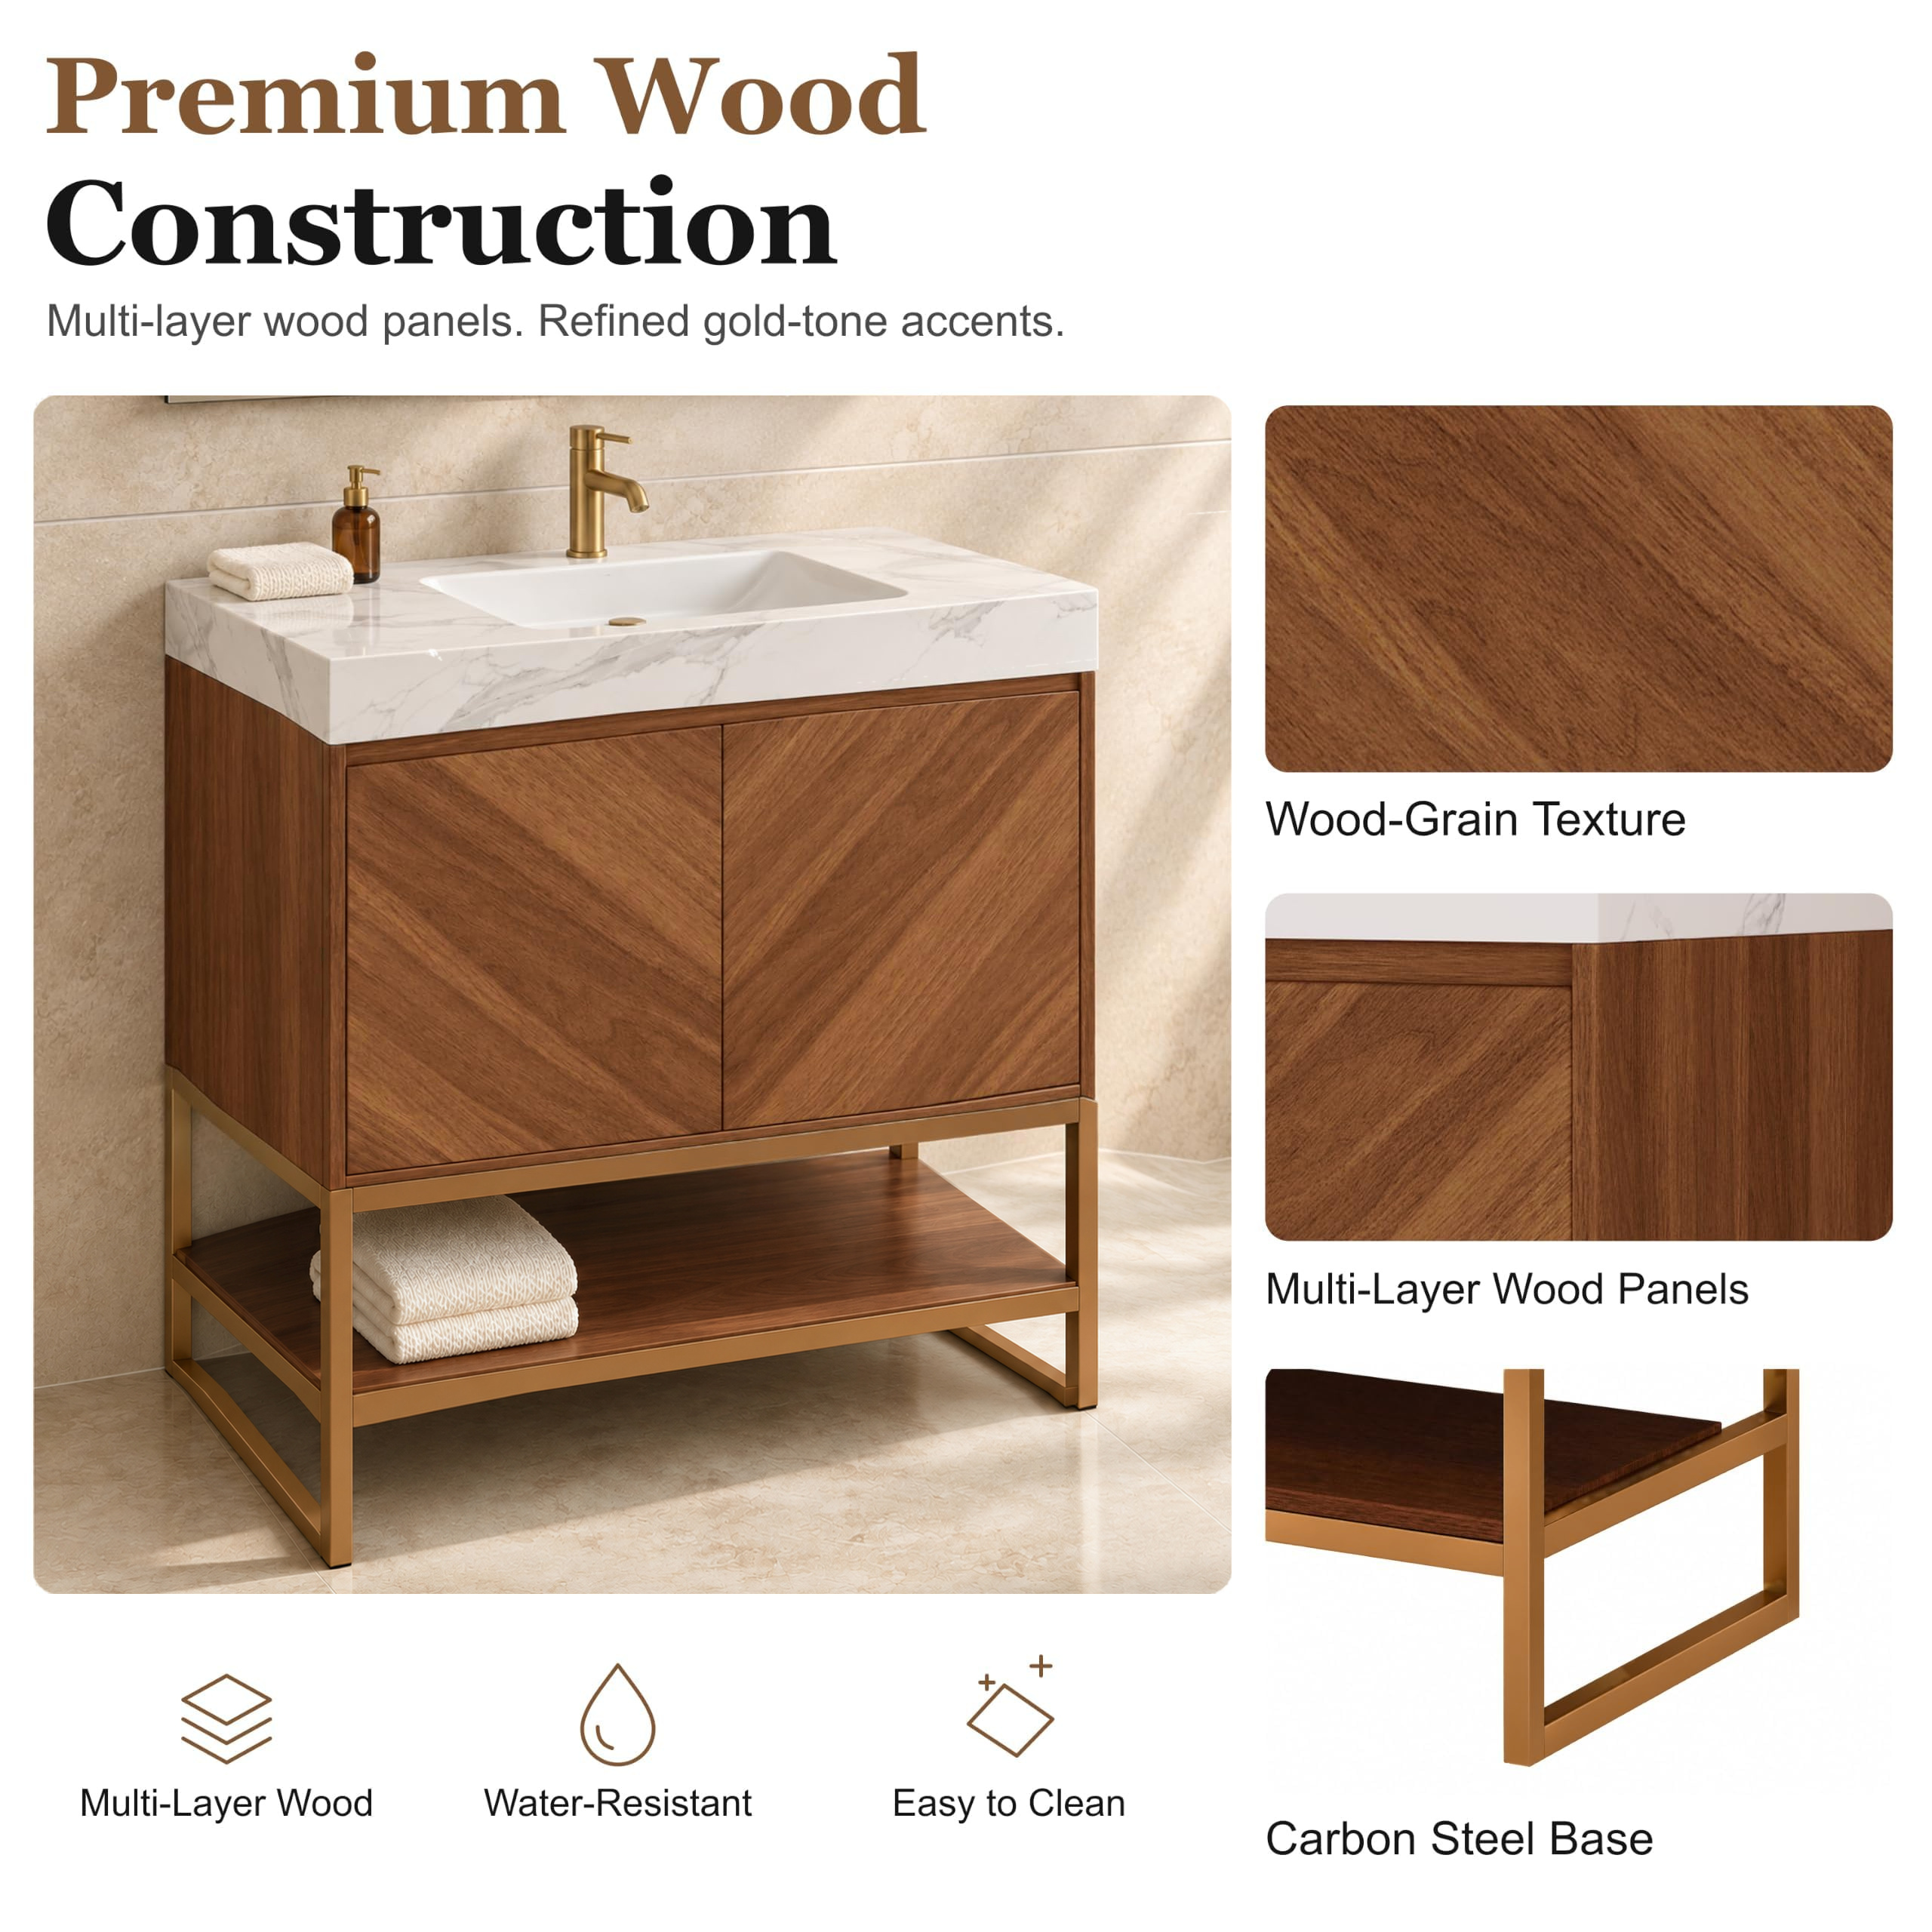 Premium Wood
Construction
Multi-layer wood panels. Refined gold-tone accents.
Wood-Grain Texture
Multi-Layer Wood Panels
Carbon Steel Base
Multi-Layer Wood
Water-Resistant
Easy to Clean